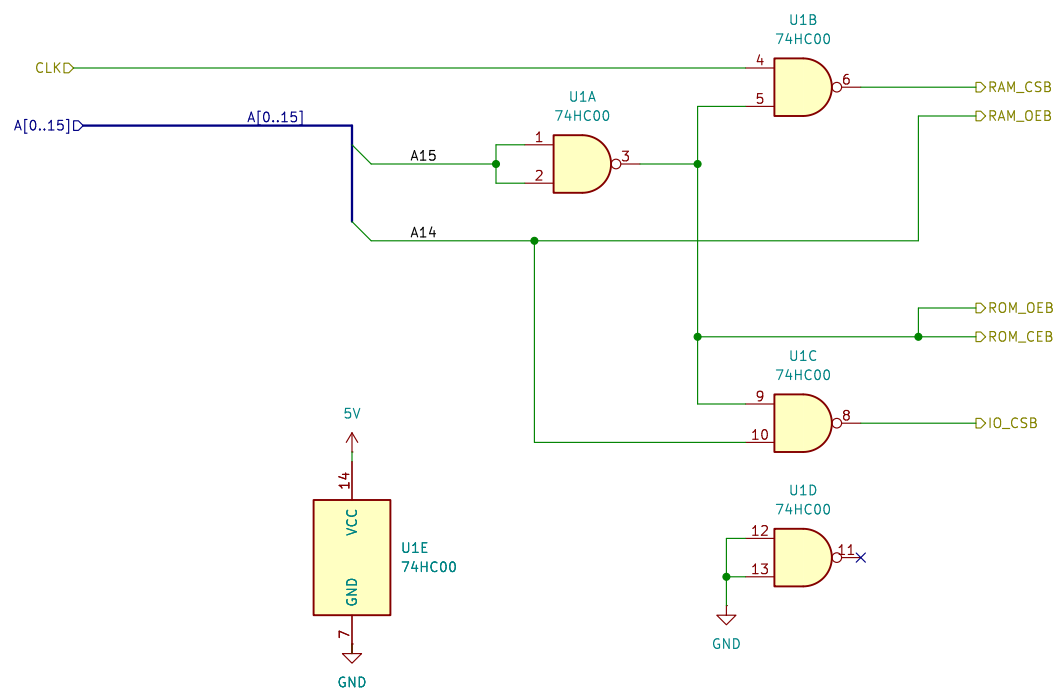 U1B
74HC00
CLK
4
6
RAM_CSB
5
U1A
74HC00
A[0..15]
A[0..15]
RAM_OEB
1
A15
3
2
A14
ROM_OEB
ROM_CEB
U1C
74HC00
9
8
IO_CSB
10
5V
14
VCC
U1E
74HC00
GND
7
GND
U1D
74HC00
12
11
13
GND